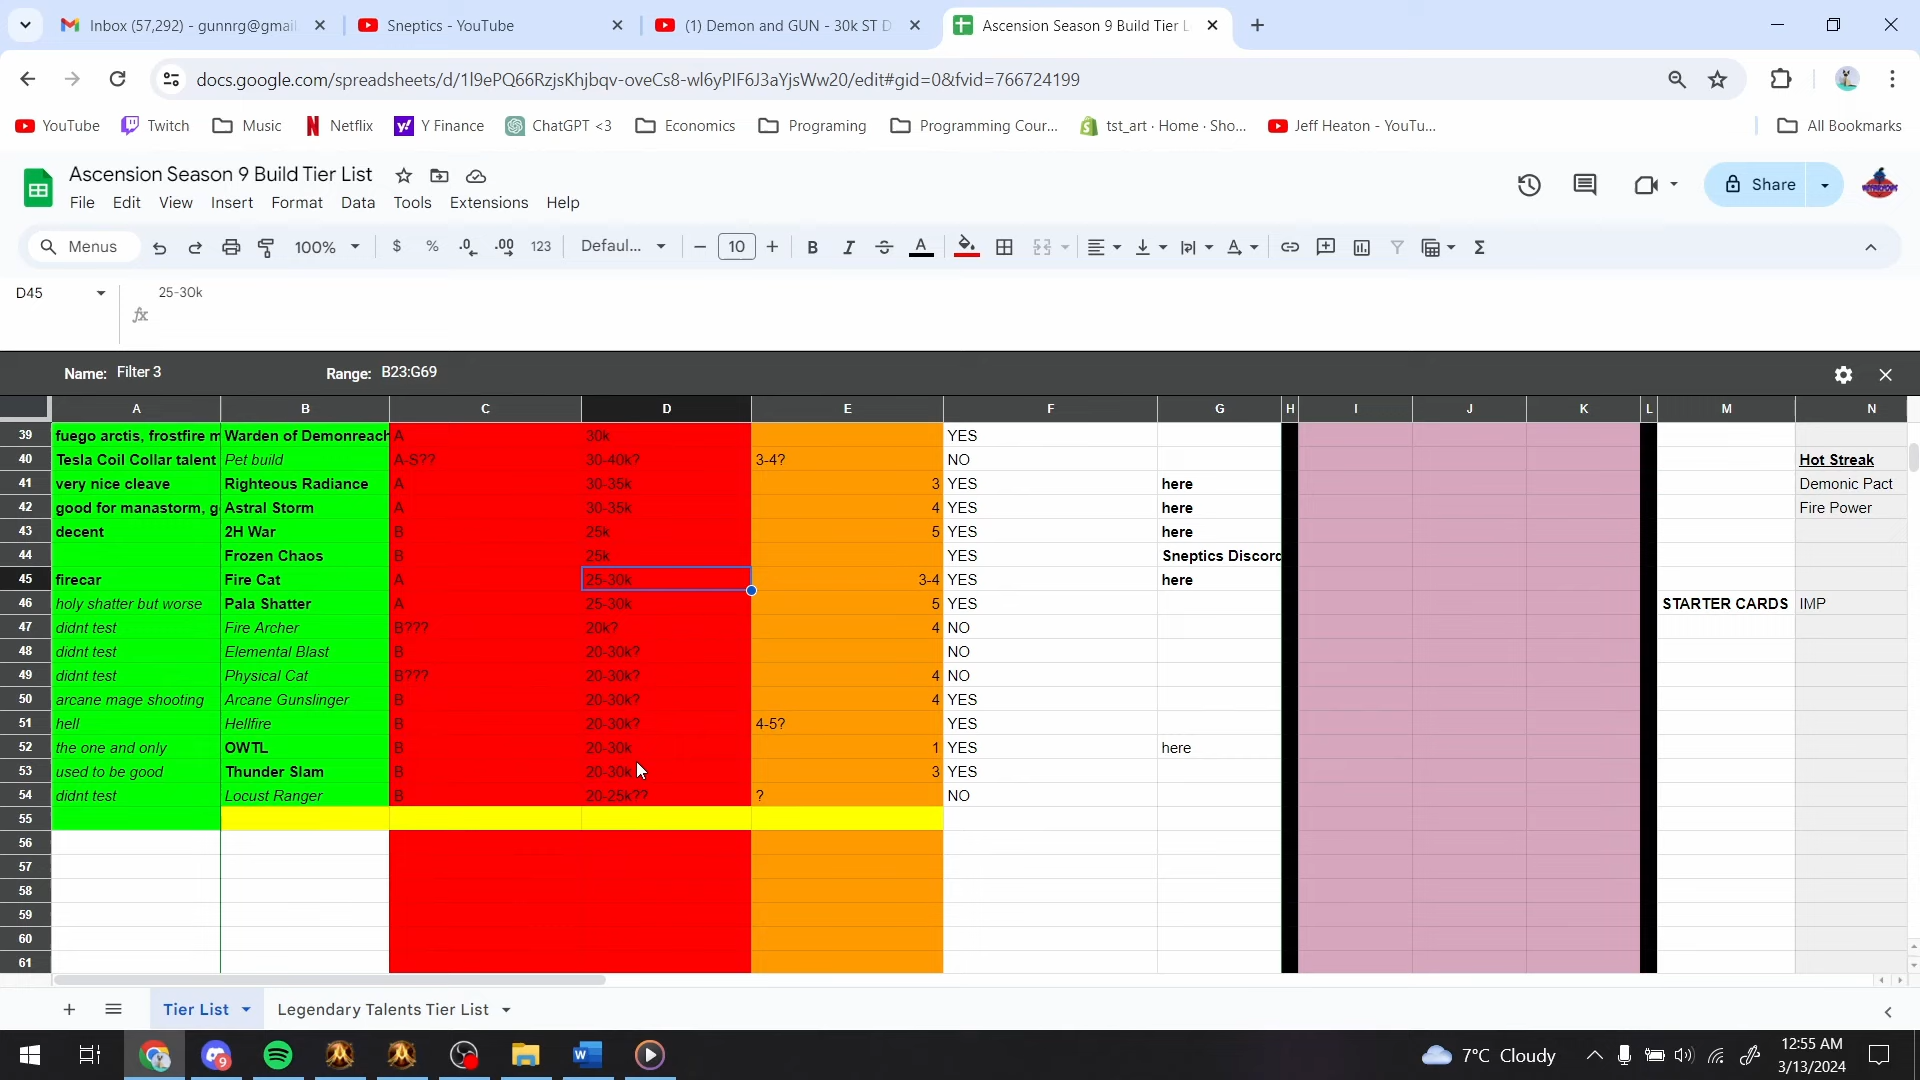 Inbox (57,292) - gunnrg@gmai
Sneptics - YouTube
(1) Demon and GUN - 30k ST D
Ascension Season 9 Build Tier L
docs.google.com/spreadsheets/d/1l9ePQ66RzjsKhjbqv-oveCs8-wl6yPIF6J3aYjsWw20/edit#gid=0&fvid=766724199
YouTube Twitch Music Netflix Y Finance ChatGPT <3 Economics Programing Programming Cour... tst_art · Home · Sho... Jeff Heaton - YouTu... All Bookmarks
Ascension Season 9 Build Tier List
Share
File Edit View Insert Format Data Tools Extensions Help
Menus 100% $ % .0 .00 123 Defaul... 10 B I A
D45 25-30k
fx
Name: Filter 3 Range: B23:G69
A B C D E F G H I J K L M N
39 fuego arctis, frostfire m Warden of Demonreach A 30k YES
40 Tesla Coil Collar talent Pet build A-S?? 30-40k? 3-4? NO Hot Streak
41 very nice cleave Righteous Radiance A 30-35k 3 YES here Demonic Pact
42 good for manastorm, g Astral Storm A 30-35k 4 YES here Fire Power
43 decent 2H War B 25k 5 YES here
44 Frozen Chaos B 25k YES Sneptics Discord
45 firecar Fire Cat A 25-30k 3-4 YES here
46 holy shatter but worse Pala Shatter A 25-30k 5 YES STARTER CARDS IMP
47 didnt test Fire Archer B??? 20k? 4 NO
48 didnt test Elemental Blast B 20-30k? NO
49 didnt test Physical Cat B??? 20-30k? 4 NO
50 arcane mage shooting Arcane Gunslinger B 20-30k? 4 YES
51 hell Hellfire B 20-30k? 4-5? YES
52 the one and only OWTL B 20-30k 1 YES here
53 used to be good Thunder Slam B 20-30k 3 YES
54 didnt test Locust Ranger B 20-25k?? ? NO
55
56
57
58
59
60
61
Tier List Legendary Talents Tier List
9 7°C Cloudy 12:55 AM
3/13/2024